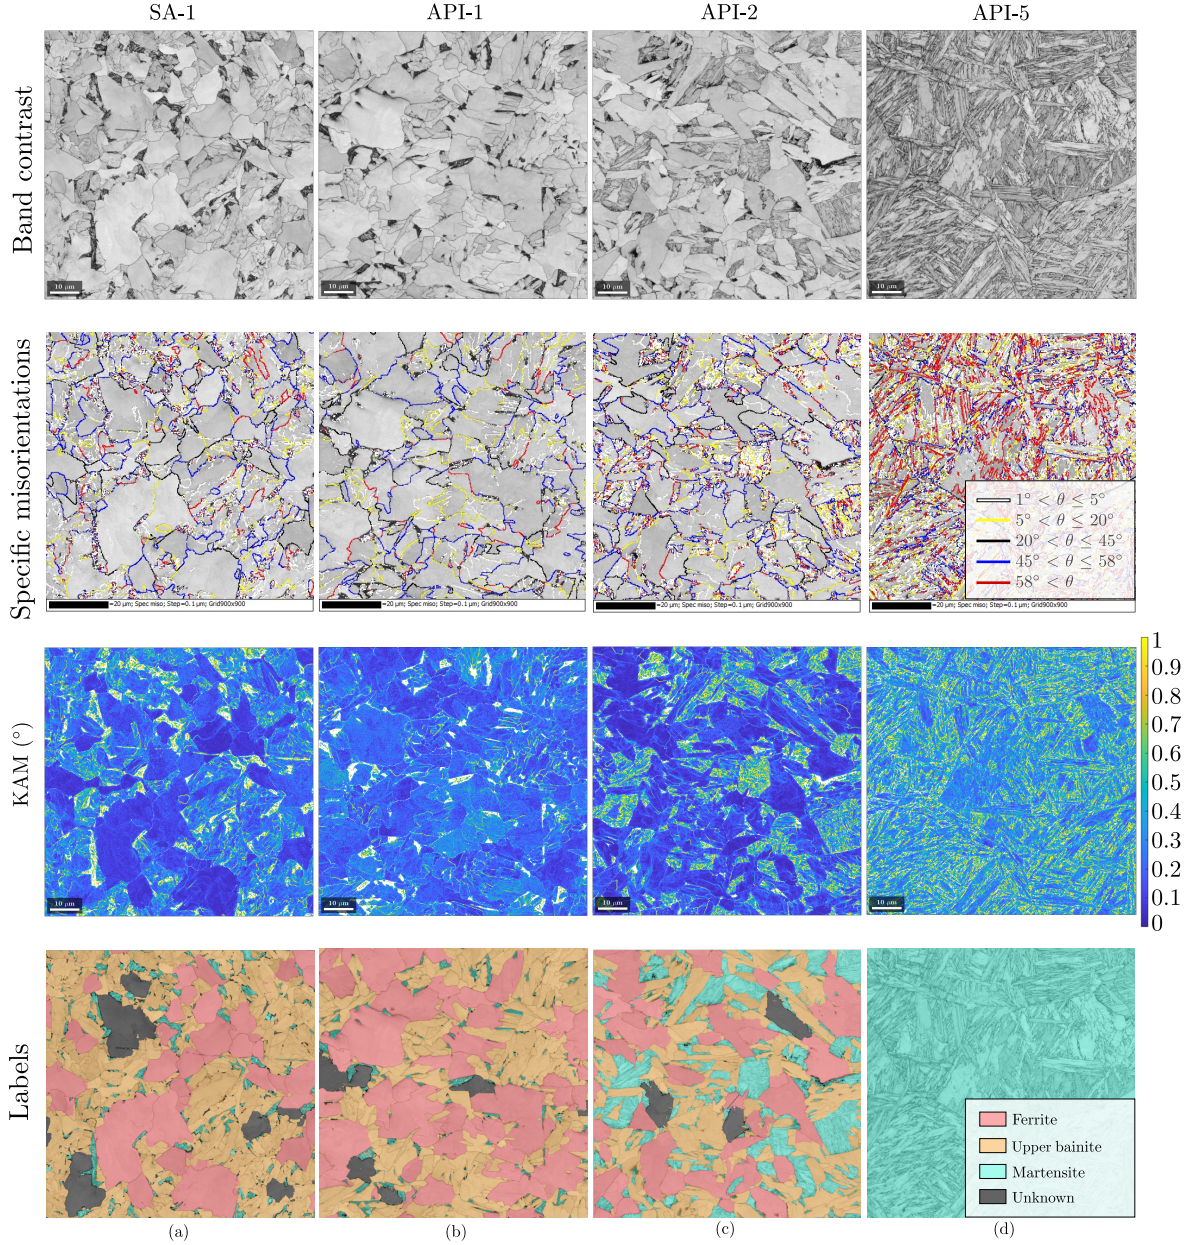 SA-1 API-1 API-2 API-5
Band contrast
10 μm 10 μm 10 μm 10 μm
Specific misorientations
1° < θ ≤ 5°
5° < θ ≤ 20°
20° < θ ≤ 45°
45° < θ ≤ 58°
58° < θ
=20 μm; Spec miso; Step=0.1 μm; Grid900x900 =20 μm; Spec miso; Step=0.1 μm; Grid900x900 =20 μm; Spec miso; Step=0.1 μm; Grid900x900 =20 μm; Spec miso; Step=0.1 μm; Grid900x900
KAM (°)
10 μm 10 μm 10 μm 10 μm
1
0.9
0.8
0.7
0.6
0.5
0.4
0.3
0.2
0.1
0
Labels
Ferrite
Upper bainite
Martensite
Unknown
(a) (b) (c) (d)